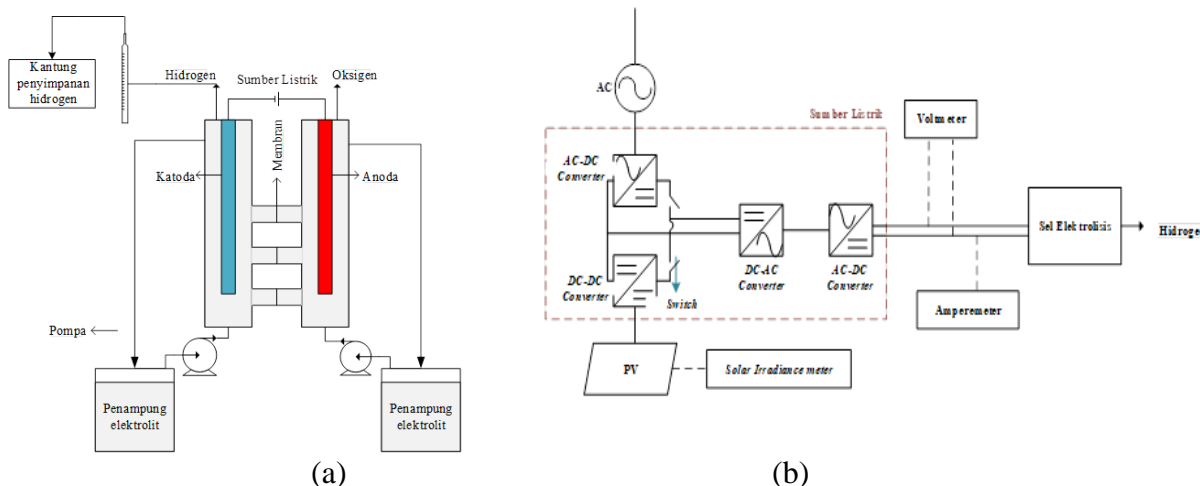 Kantung
penyimpanan
hidrogen
Hidrogen
Sumber Listrik
Oksigen
Membran
Katoda
Anoda
Pompa
Penampung
elektrolit
Penampung
elektrolit
(a)
AC
Sumber Listrik
Voltmeter
AC-DC
Converter
DC-AC
Converter
AC-DC
Converter
Sel Elektrolisis
Hidroge
DC-DC
Converter
Switch
Amperemeter
PV
Solar Irradiance meter
(b)